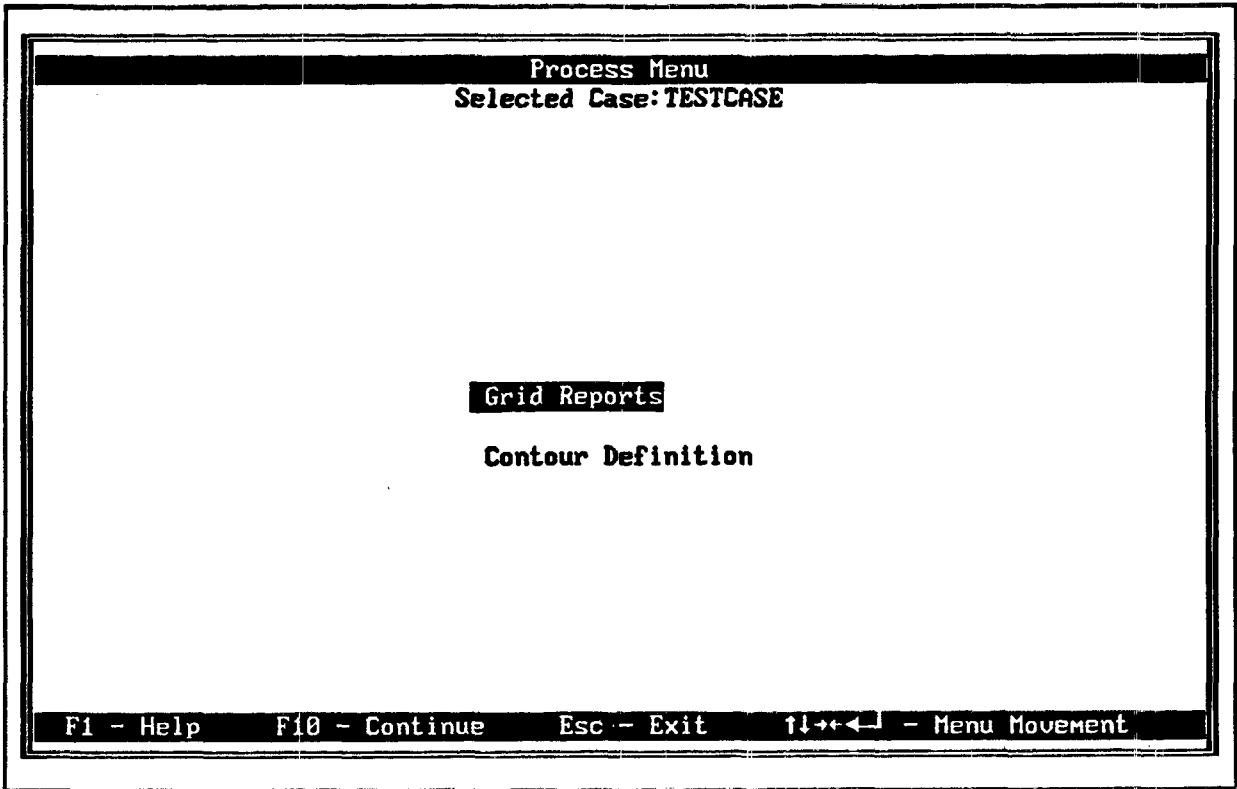 Process Menu
Selected Case:TESTCASE
Grid Reports
Contour Definition
F1 - Help F10 - Continue Esc - Exit ↑↓→←◄┘ - Menu Movement